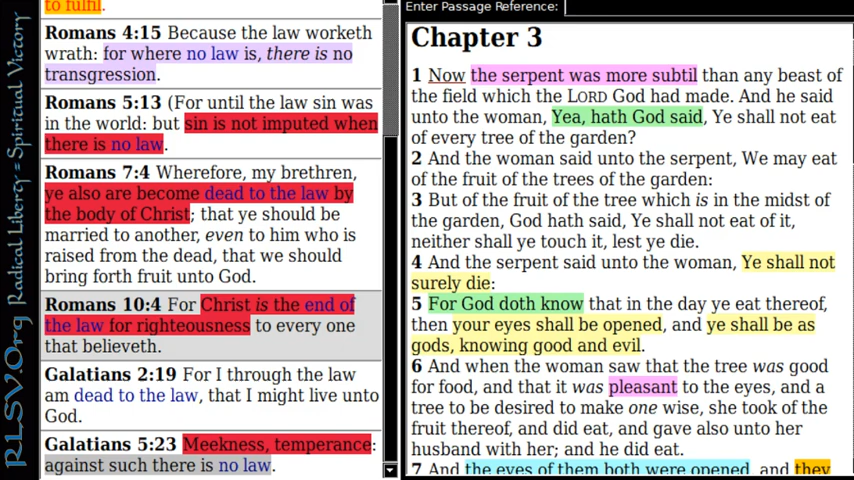 RLSVOrg Radical Liberty = Spiritual Victory
to fulfil.
Romans 4:15 Because the law worketh
wrath: for where no law is, there is no
transgression.
Romans 5:13 (For until the law sin was
in the world: but sin is not imputed when
there is no law.
Romans 7:4 Wherefore, my brethren,
ye also are become dead to the law by
the body of Christ; that ye should be
married to another, even to him who is
raised from the dead, that we should
bring forth fruit unto God.
Romans 10:4 For Christ is the end of
the law for righteousness to every one
that believeth.
Galatians 2:19 For I through the law
am dead to the law, that I might live unto
God.
Galatians 5:23 Meekness, temperance:
against such there is no law.
Enter Passage Reference:
Chapter 3
1 Now the serpent was more subtil than any beast of
the field which the LORD God had made. And he said
unto the woman, Yea, hath God said, Ye shall not eat
of every tree of the garden?
2 And the woman said unto the serpent, We may eat
of the fruit of the trees of the garden:
3 But of the fruit of the tree which is in the midst of
the garden, God hath said, Ye shall not eat of it,
neither shall ye touch it, lest ye die.
4 And the serpent said unto the woman, Ye shall not
surely die:
5 For God doth know that in the day ye eat thereof,
then your eyes shall be opened, and ye shall be as
gods, knowing good and evil.
6 And when the woman saw that the tree was good
for food, and that it was pleasant to the eyes, and a
tree to be desired to make one wise, she took of the
fruit thereof, and did eat, and gave also unto her
husband with her; and he did eat.
7 And the eyes of them both were opened, and they